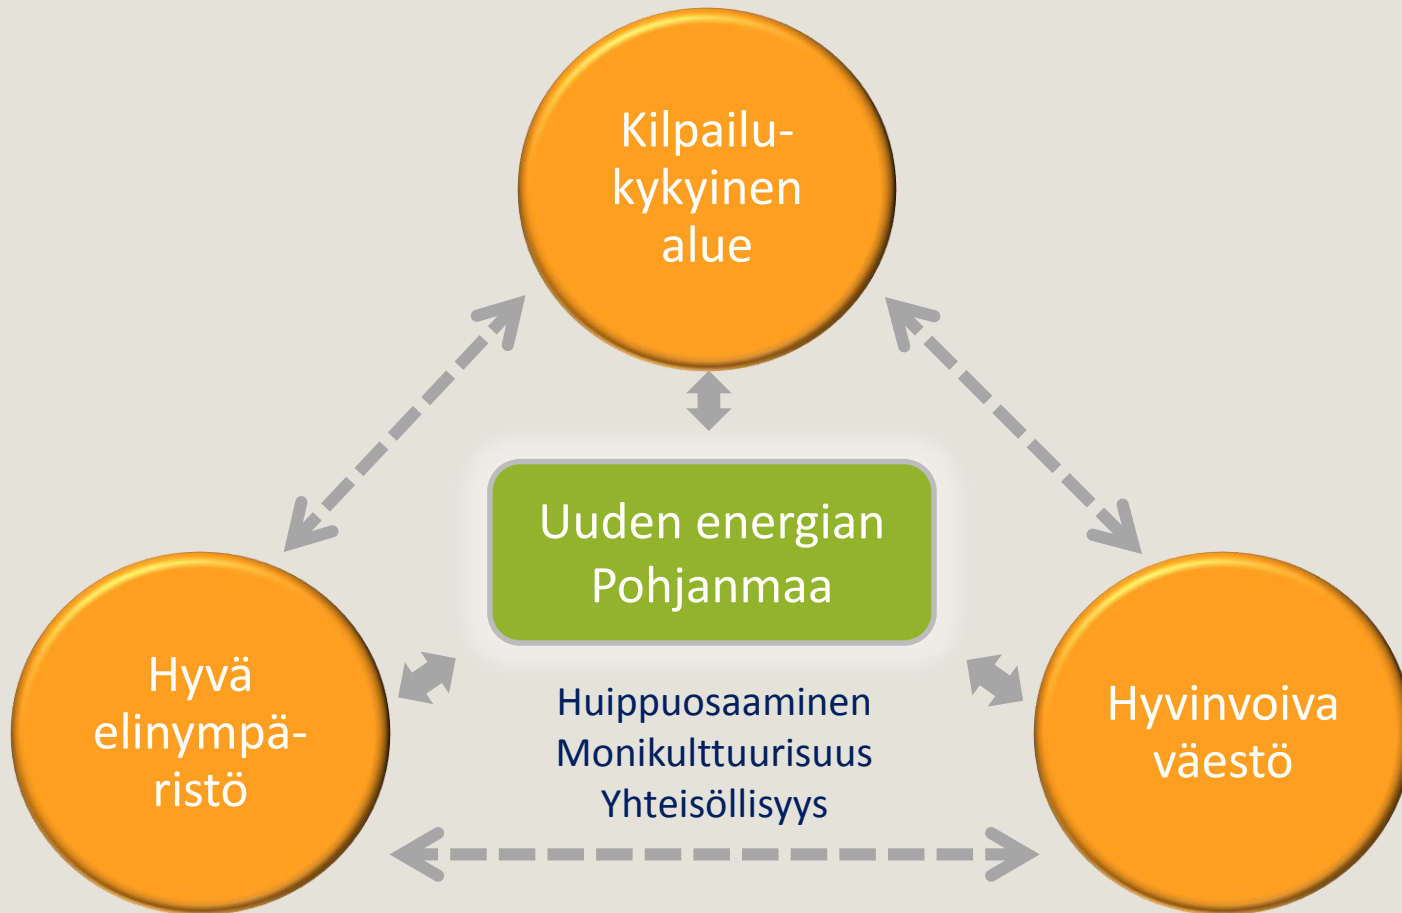 Kilpailu-
kykyinen
alue
Uuden energian
Pohjanmaa
Hyvä
elinympä-
ristö
Huippuosaaminen
Monikulttuurisuus
Yhteisöllisyys
Hyvinvoiva
väestö